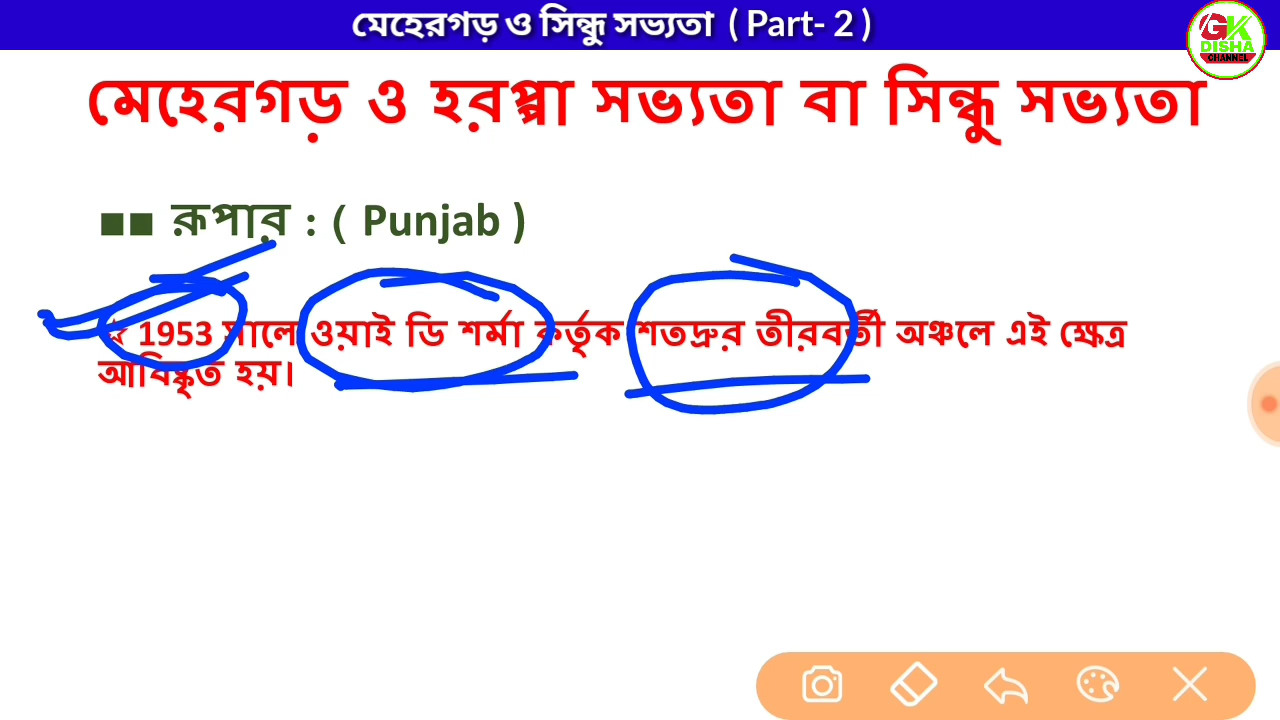 মেহেরগড় ও সিন্ধু সভ্যতা ( Part- 2 )
GK
DISHA
CHANNEL
মেহেরগড় ও হরপ্পা সভ্যতা বা সিন্ধু সভ্যতা
■■ রূপার : ( Punjab )
☆ 1953 সালে ওয়াই ডি শর্মা কর্তৃক শতদ্রুর তীরবর্তী অঞ্চলে এই ক্ষেত্র
আবিষ্কৃত হয়।